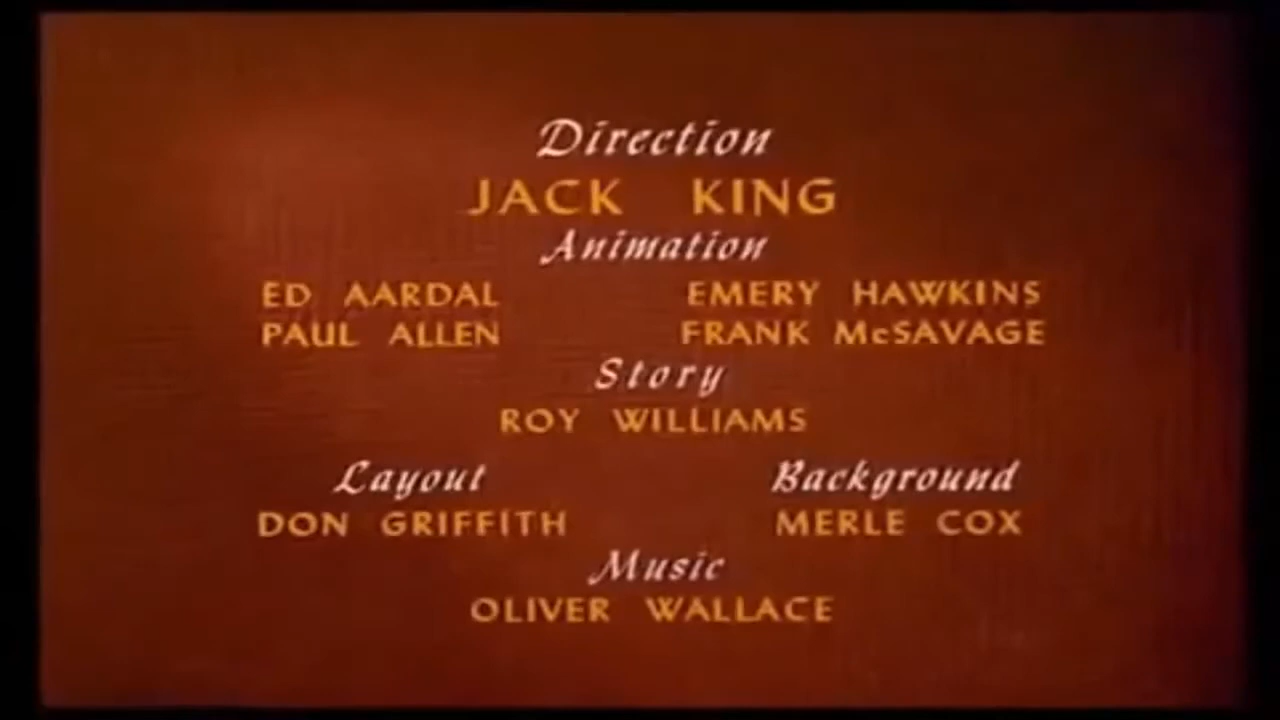 Direction
JACK KING
Animation
ED AARDAL EMERY HAWKINS
PAUL ALLEN FRANK McSAVAGE
Story
ROY WILLIAMS
Layout Background
DON GRIFFITH MERLE COX
Music
OLIVER WALLACE